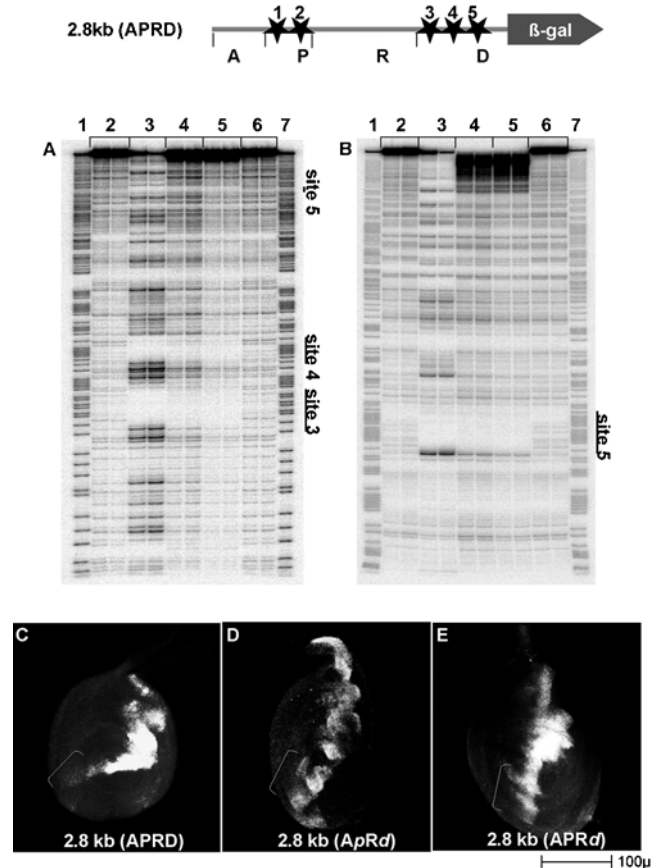 1 2 3 4 5
2.8kb (APRD) ß-gal
A P R D
A 1 2 3 4 5 6 7
site 5
site 4
site 3
B 1 2 3 4 5 6 7
site 5
C
2.8 kb (APRD)
D
2.8 kb (ApRd)
E
2.8 kb (APRd)
100µ